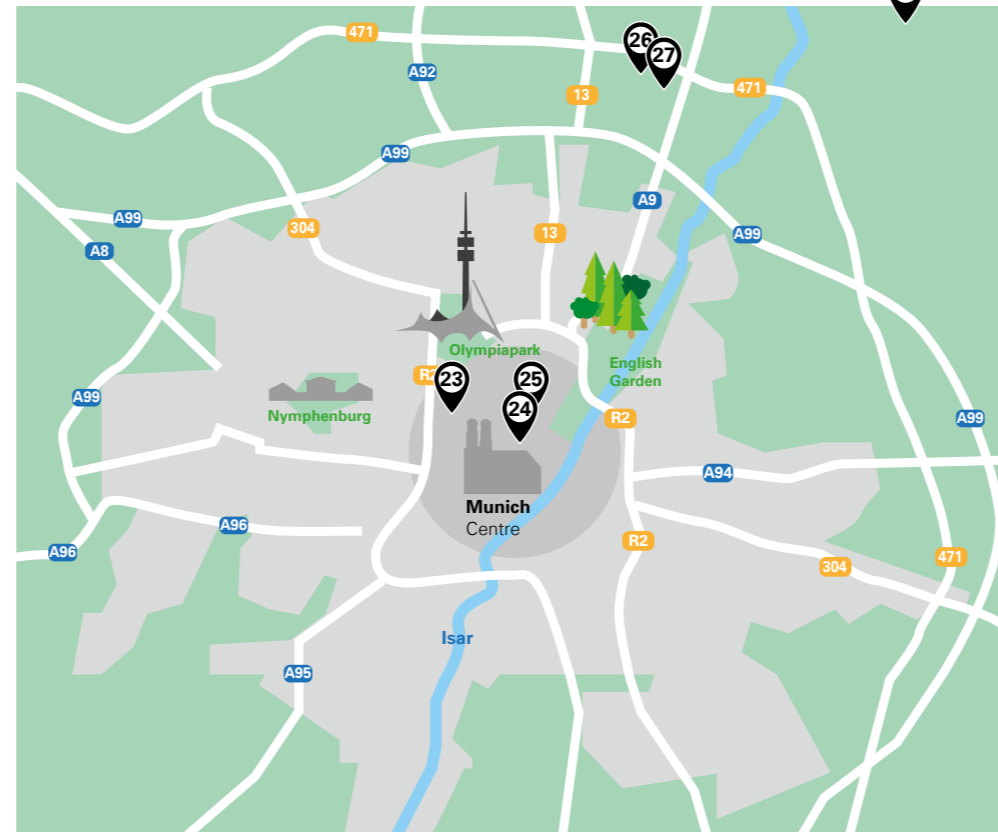 471
26
27
A92
13
471
A99
A9
A99
304
13
A99
A8
Olympiapark
English
Garden
R2
23
25
24
A99
Nymphenburg
R2
A99
A94
Munich
Centre
A96
A96
R2
471
304
Isar
A95